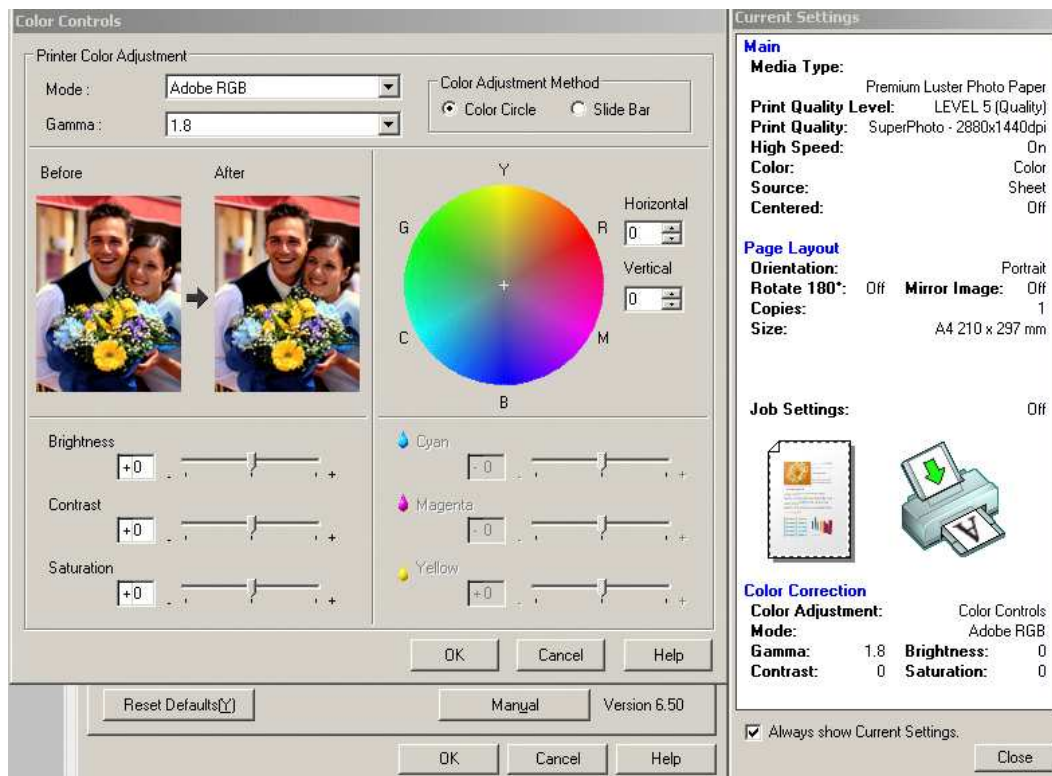 Color Controls
Printer Color Adjustment
Mode : Adobe RGB
Gamma : 1.8
Color Adjustment Method
Color Circle Slide Bar
Before After
Y
G R
C M
B
Horizontal
0
Vertical
0
Brightness
+0 - +
Contrast
+0 - +
Saturation
+0 - +
Cyan
- 0 - +
Magenta
- 0 - +
Yellow
+0 - +
OK Cancel Help
Reset Defaults(Y) Manual Version 6.50
OK Cancel Help
Current Settings
Main
Media Type:
Premium Luster Photo Paper
Print Quality Level: LEVEL 5 (Quality)
Print Quality: SuperPhoto - 2880x1440dpi
High Speed: On
Color: Color
Source: Sheet
Centered: Off
Page Layout
Orientation: Portrait
Rotate 180°: Off Mirror Image: Off
Copies: 1
Size: A4 210 x 297 mm
Job Settings: Off
A
Color Correction
Color Adjustment: Color Controls
Mode: Adobe RGB
Gamma: 1.8 Brightness: 0
Contrast: 0 Saturation: 0
Always show Current Settings.
Close